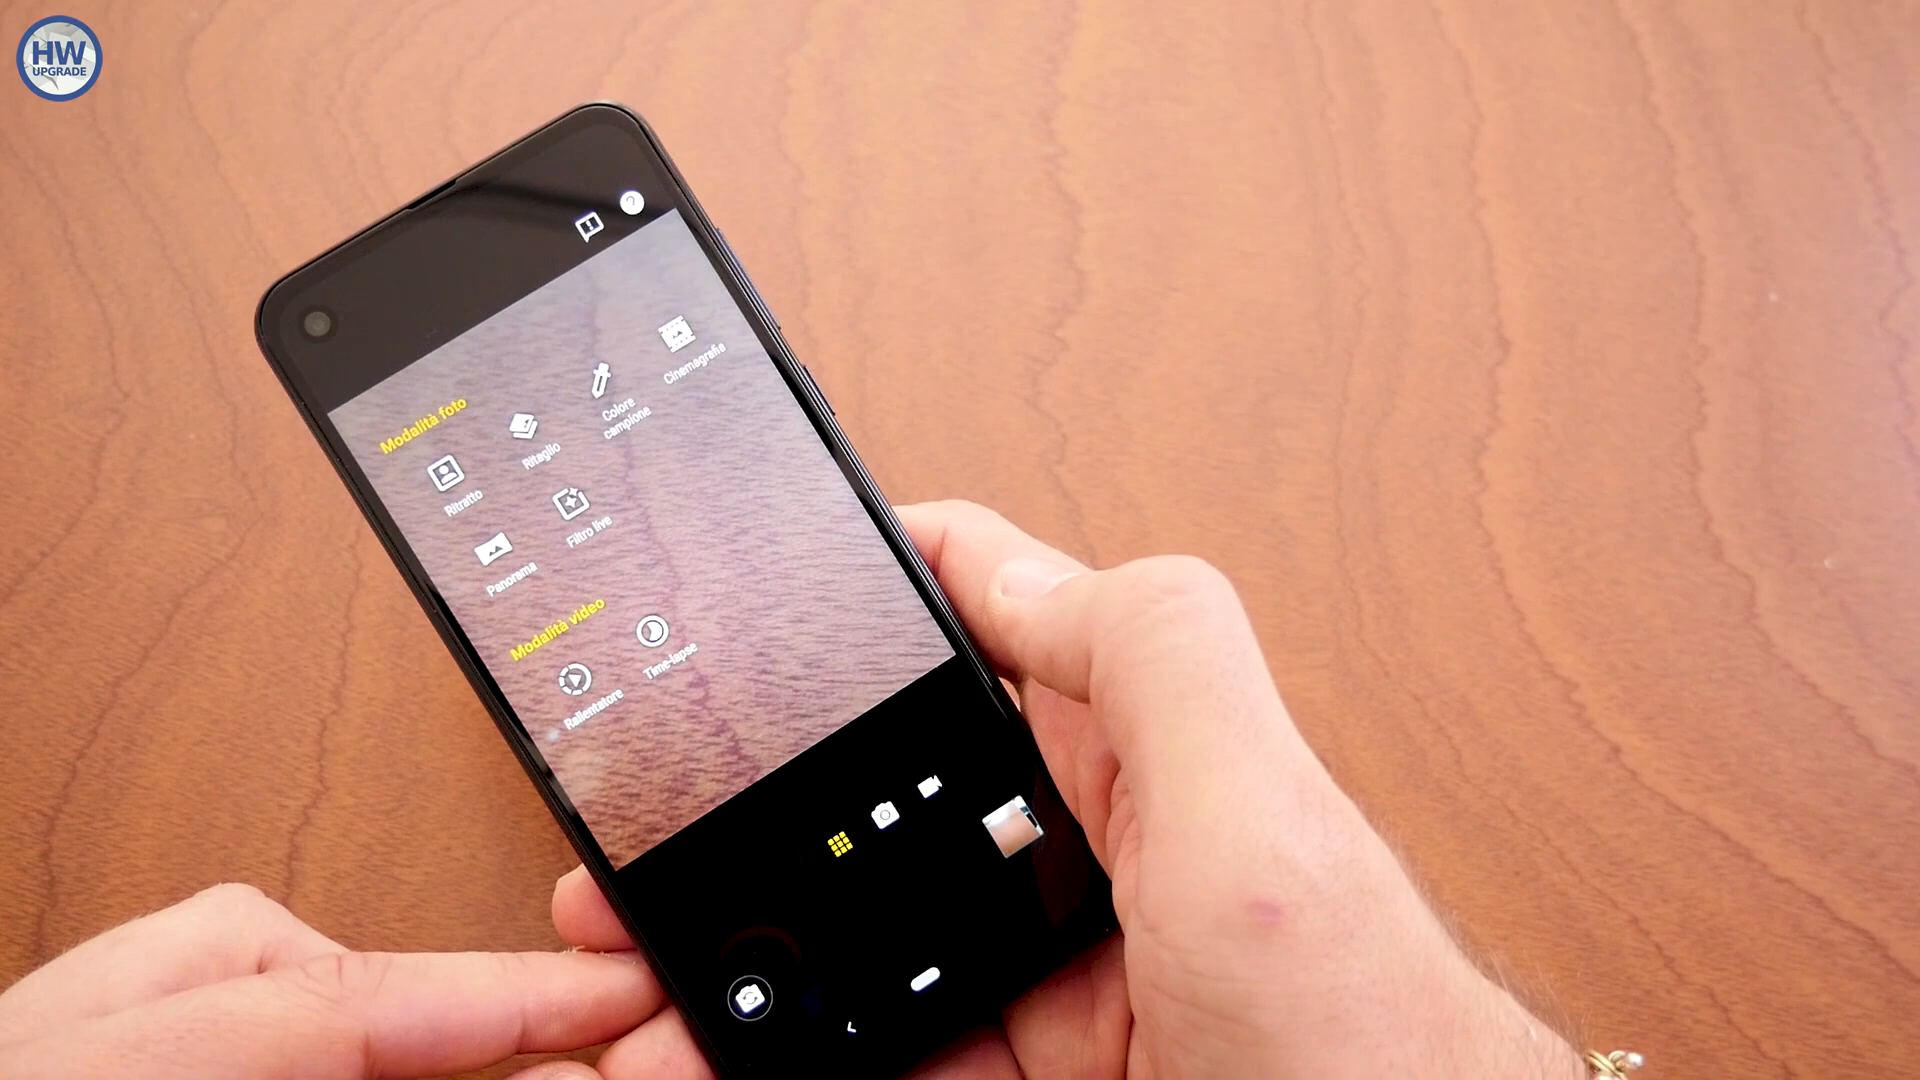 HW
UPGRADE
?
Modalità foto
Ritratto
Ritaglio
Colore
campione
Cinemagrafia
Panorama
Filtro live
Modalità video
Rallentatore
Time-lapse